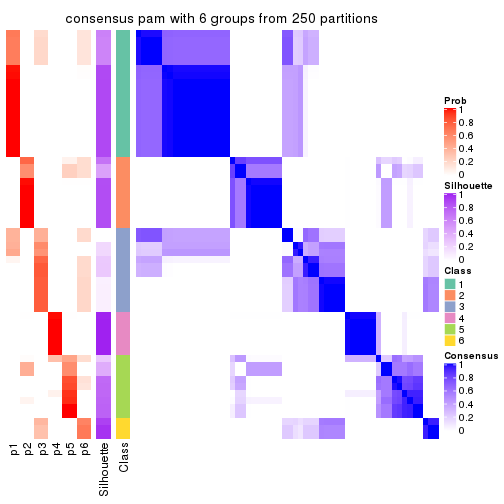 consensus pam with 6 groups from 250 partitions
Prob
1
0.8
0.6
0.4
0.2
0
Silhouette
1
0.8
0.6
0.4
0.2
0
Class
1
2
3
4
5
6
Consensus
1
0.8
0.6
0.4
0.2
0
p1
p2
p3
p4
p5
p6
Silhouette
Class